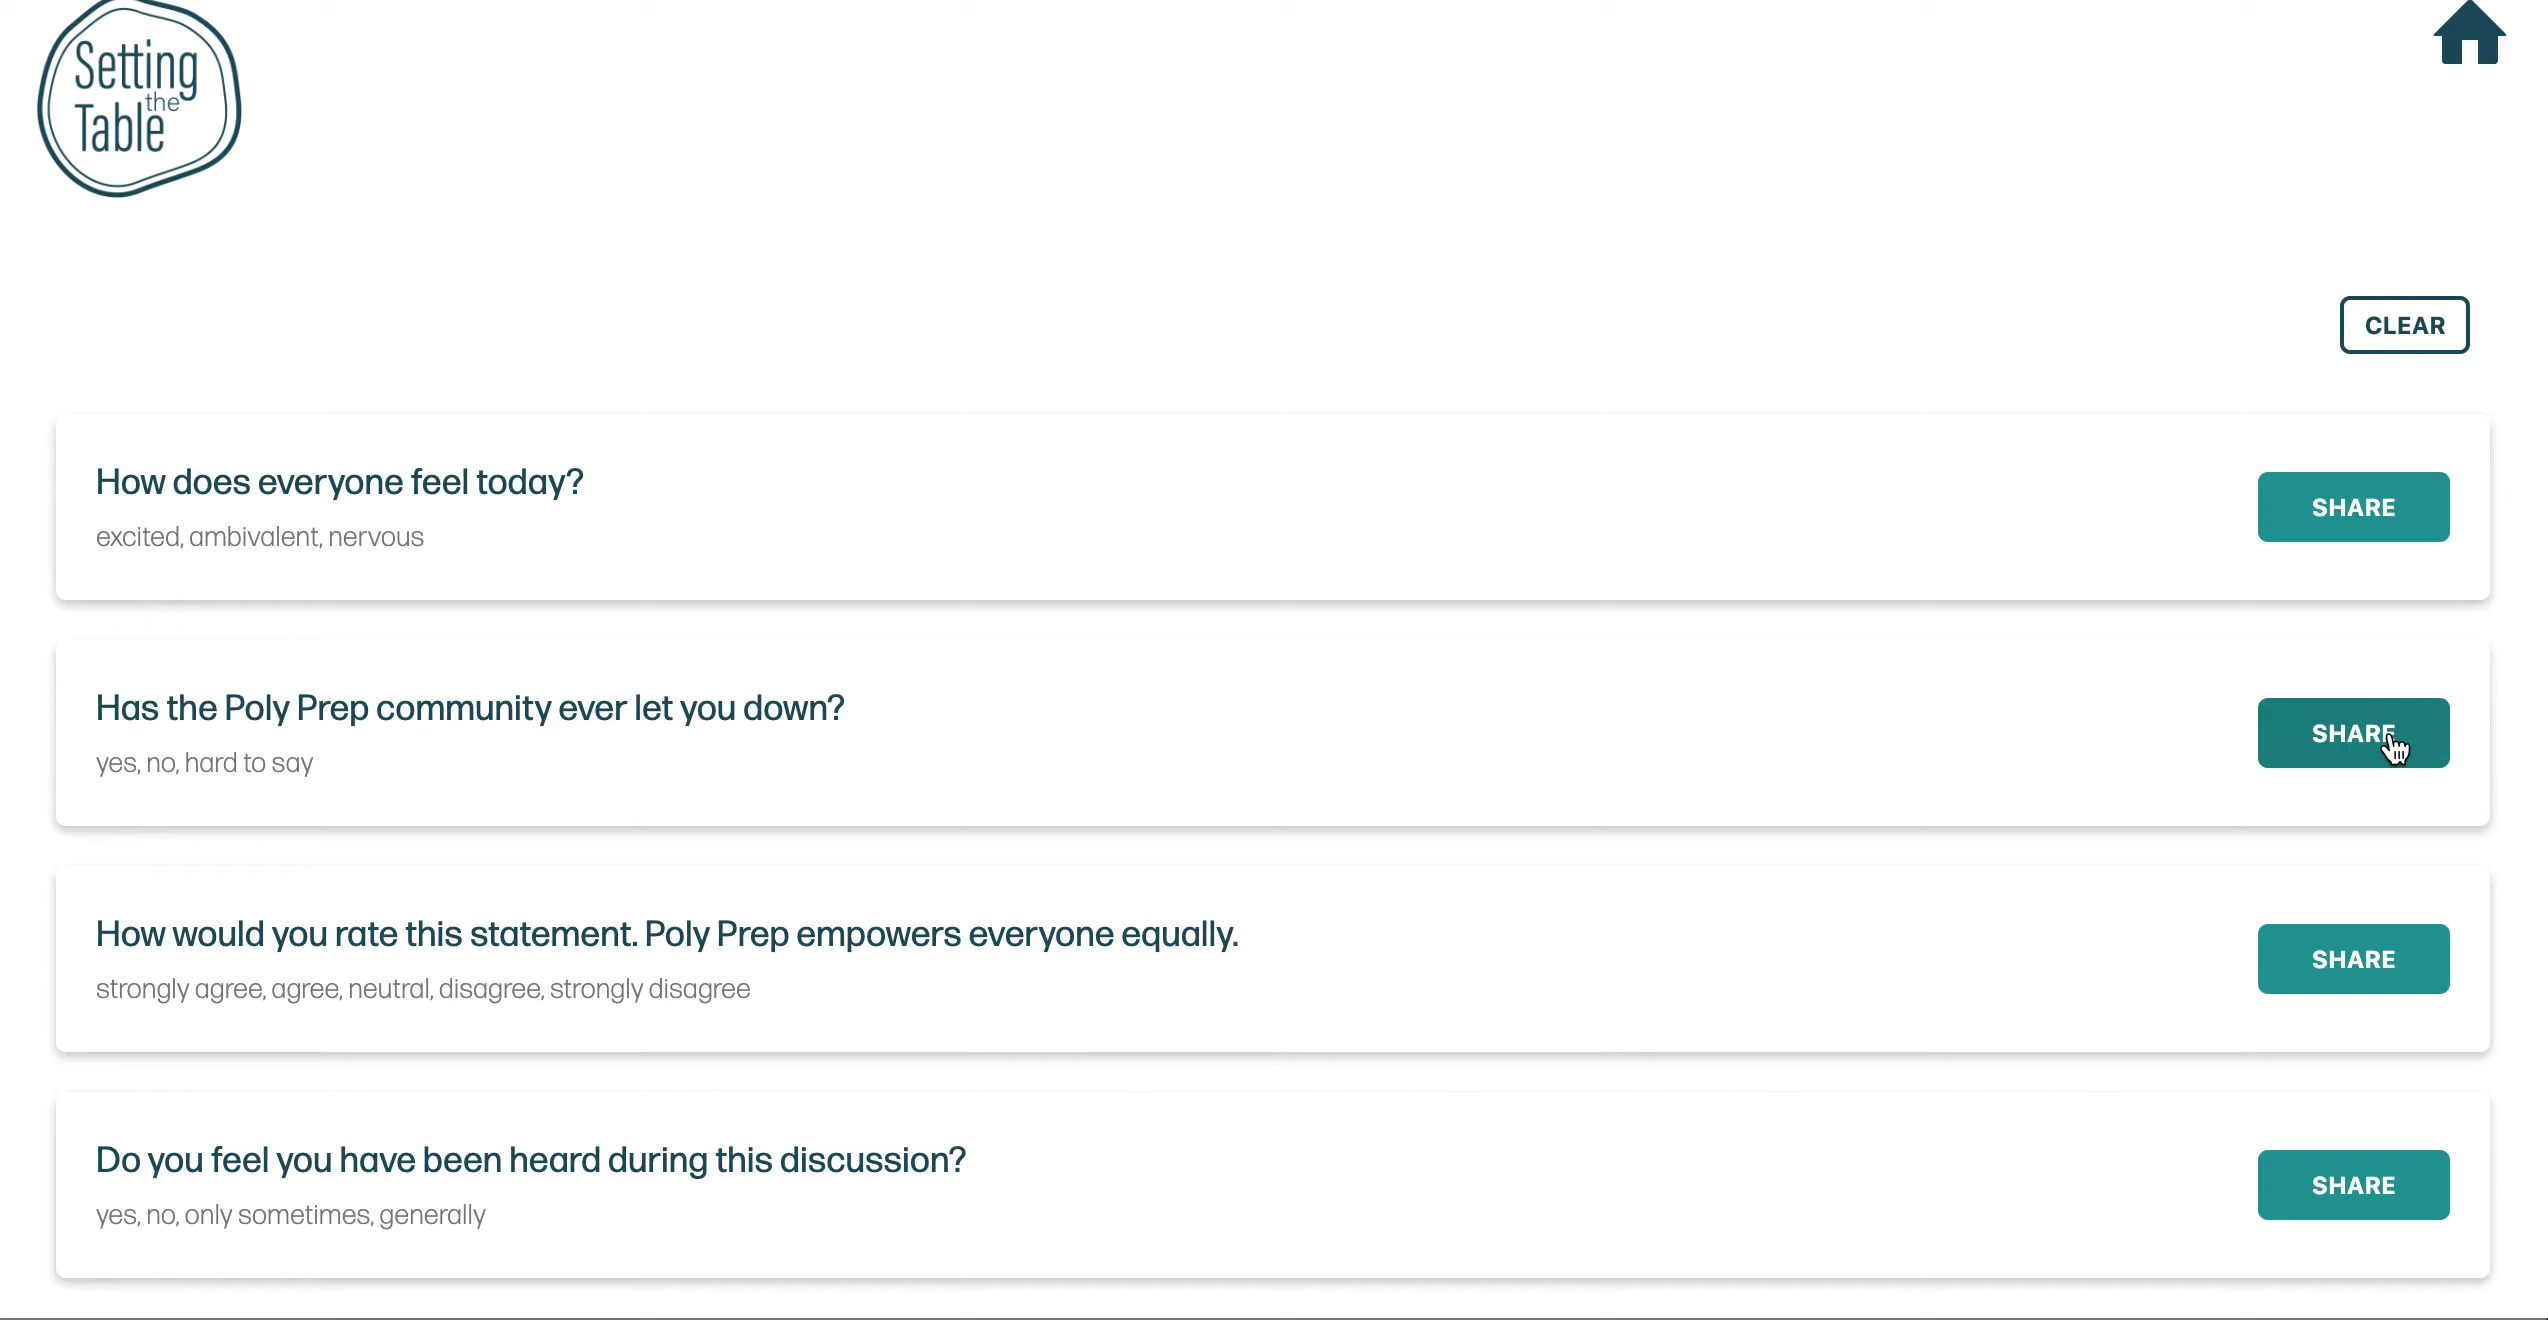 Setting
the
Table
CLEAR
How does everyone feel today?
excited, ambivalent, nervous
SHARE
Has the Poly Prep community ever let you down?
yes, no, hard to say
SHARE
How would you rate this statement. Poly Prep empowers everyone equally.
strongly agree, agree, neutral, disagree, strongly disagree
SHARE
Do you feel you have been heard during this discussion?
yes, no, only sometimes, generally
SHARE